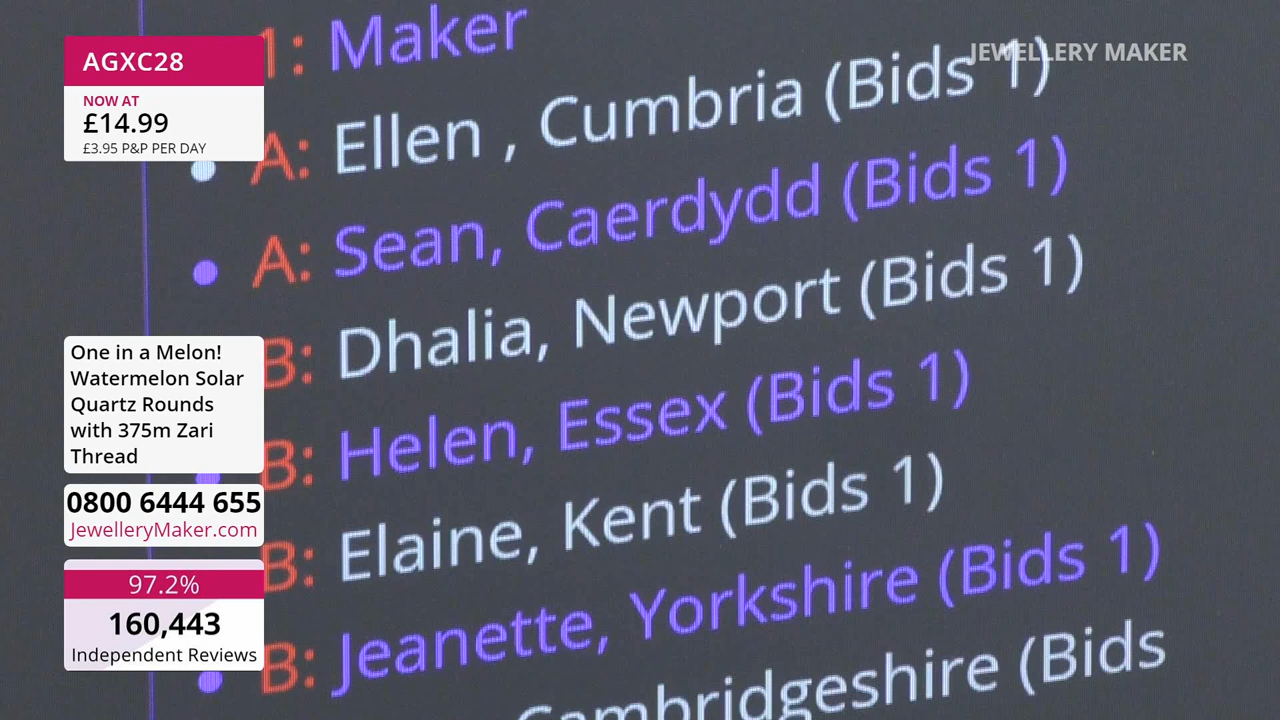 AGXC28
NOW AT
£14.99
£3.95 P&P PER DAY
JEWELLERY MAKER
1: Maker
A: Ellen , Cumbria (Bids 1)
A: Sean, Caerdydd (Bids 1)
B: Dhalia, Newport (Bids 1)
B: Helen, Essex (Bids 1)
B: Elaine, Kent (Bids 1)
B: Jeanette, Yorkshire (Bids 1)
Cambridgeshire (Bids
One in a Melon!
Watermelon Solar
Quartz Rounds
with 375m Zari
Thread
0800 6444 655
JewelleryMaker.com
97.2%
160,443
Independent Reviews